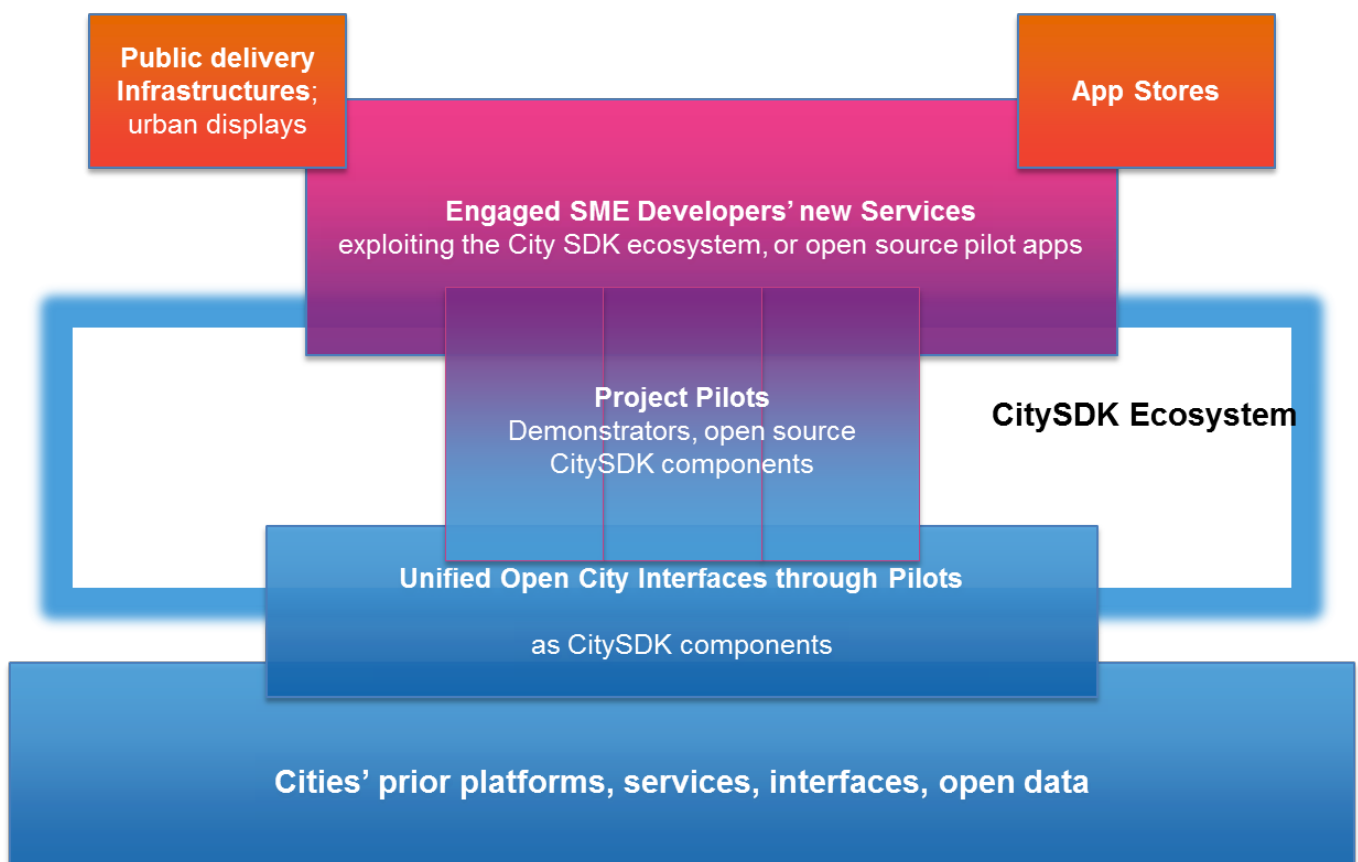 Public delivery
Infrastructures;
urban displays
App Stores
Engaged SME Developers’ new Services
exploiting the City SDK ecosystem, or open source pilot apps
Project Pilots
Demonstrators, open source
CitySDK components
CitySDK Ecosystem
Unified Open City Interfaces through Pilots
as CitySDK components
Cities’ prior platforms, services, interfaces, open data